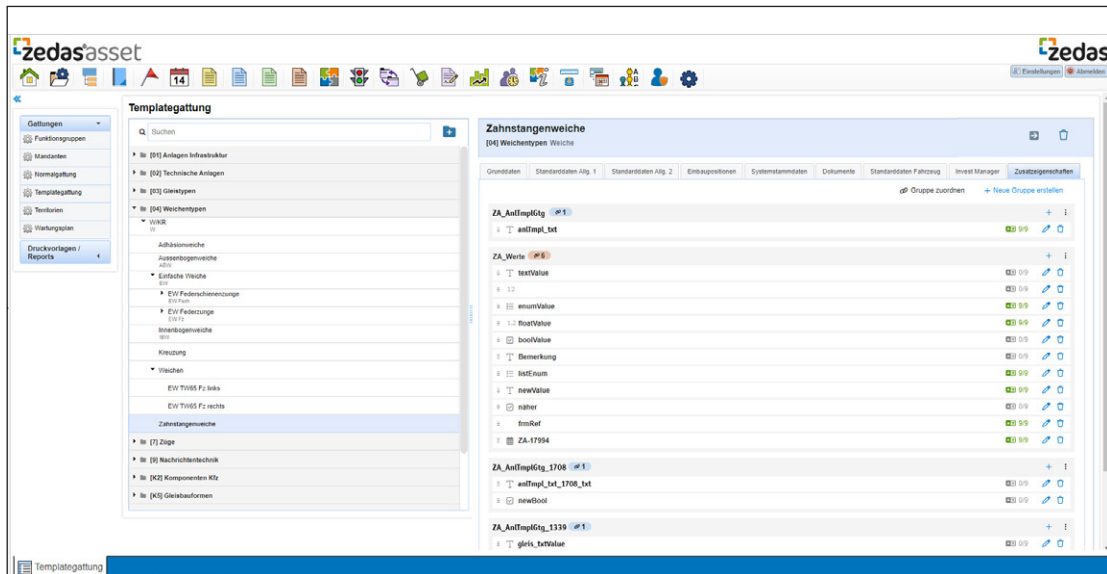 zedas®asset
zedas
14
Einstellungen
Abmelden
«
Templategattung
Gattungen
Funktionsgruppen
Mandanten
Normalgattung
Templategattung
Territorien
Wartungsplan
Druckvorlagen /
Reports
Suchen
[01] Anlagen Infrastruktur
[02] Technische Anlagen
[03] Gleistypen
[04] Weichentypen
W/KR
W
Adhäsionweiche
Aussenbogenweiche
ABW
Einfache Weiche
EW
EW Federschienenzunge
EW Fsch
EW Federzunge
EW Fz
Innenbogenweiche
IBW
Kreuzung
Weichen
EW TW65 Fz links
EW TW65 Fz rechts
Zahnstangenweiche
[7] Züge
[9] Nachrichtentechnik
[K2] Komponenten Kfz
[K5] Gleisbauformen
Zahnstangenweiche
[04] Weichentypen Weiche
Grunddaten Standarddaten Allg. 1 Standarddaten Allg. 2 Einbaupositionen Systemstammdaten Dokumente Standarddaten Fahrzeug Invest Manager Zusatzeigenschaften
Gruppe zuordnen + Neue Gruppe erstellen
ZA_AnlTmplGtg 1
anlTmpl_txt 9/9
ZA_Werte 6
textValue 0/9
1.2 0/9
enumValue 9/9
1.2 floatValue 9/9
boolValue 0/9
Bemerkung 0/9
listEnum 9/9
newValue 9/9
näher 0/9
frmRef 9/9
ZA-17994 9/9
ZA_AnlTmplGtg_1708 1
anlTmpl_txt_1708_txt 0/9
newBool 0/9
ZA_AnlTmplGtg_1339 1
gleis_txtValue 0/9
Templategattung